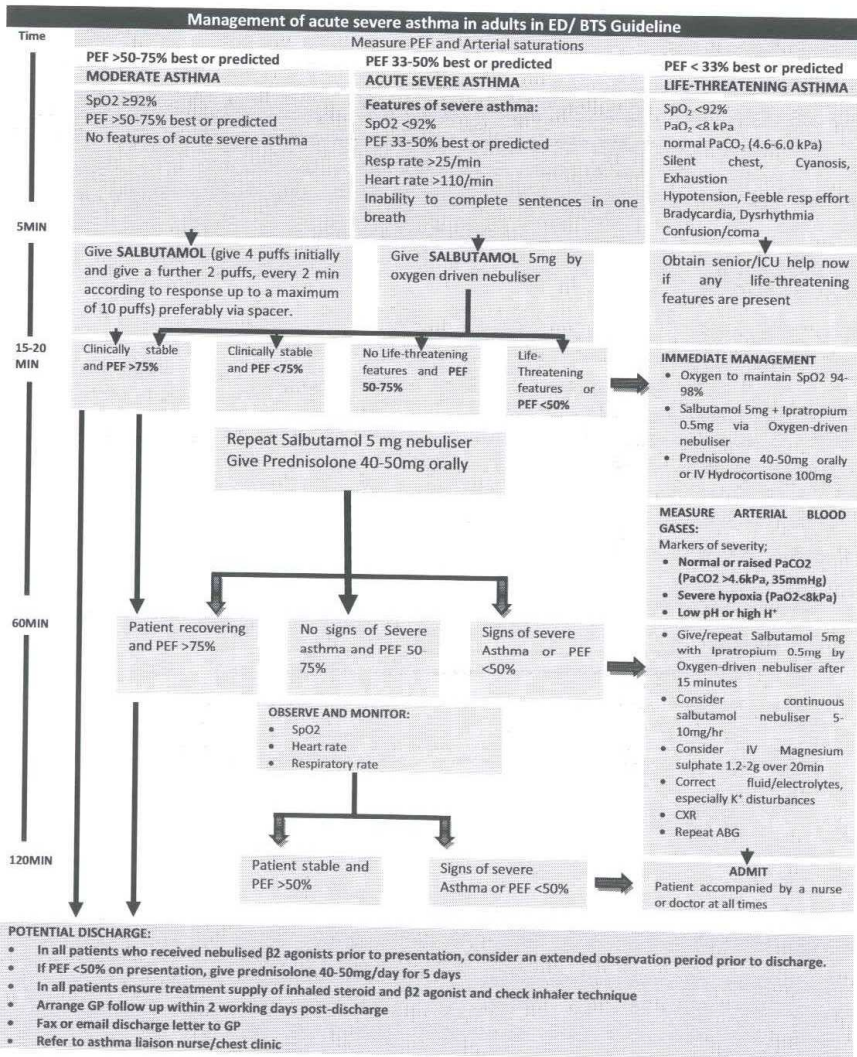 Management of acute severe asthma in adults in ED/ BTS Guideline
Time
Measure PEF and Arterial saturations
PEF >50-75% best or predicted
MODERATE ASTHMA
SpO2 ≥92%
PEF >50-75% best or predicted
No features of acute severe asthma
PEF 33-50% best or predicted
ACUTE SEVERE ASTHMA
Features of severe asthma:
SpO2 <92%
PEF 33-50% best or predicted
Resp rate >25/min
Heart rate >110/min
Inability to complete sentences in one
breath
PEF < 33% best or predicted
LIFE-THREATENING ASTHMA
SpO₂ <92%
PaO₂ <8 kPa
normal PaCO₂ (4.6-6.0 kPa)
Silent chest, Cyanosis,
Exhaustion
Hypotension, Feeble resp effort
Bradycardia, Dysrhythmia
Confusion/coma
5MIN
Give SALBUTAMOL (give 4 puffs initially
and give a further 2 puffs, every 2 min
according to response up to a maximum
of 10 puffs) preferably via spacer.
Give SALBUTAMOL 5mg by
oxygen driven nebuliser
Obtain senior/ICU help now
if any life-threatening
features are present
15-20
MIN
Clinically stable
and PEF >75%
Clinically stable
and PEF <75%
No Life-threatening
features and PEF
50-75%
Life-
Threatening
features or
PEF <50%
IMMEDIATE MANAGEMENT
• Oxygen to maintain SpO2 94-
98%
• Salbutamol 5mg + Ipratropium
0.5mg via Oxygen-driven
nebuliser
• Prednisolone 40-50mg orally
or IV Hydrocortisone 100mg
Repeat Salbutamol 5 mg nebuliser
Give Prednisolone 40-50mg orally
MEASURE ARTERIAL BLOOD
GASES:
Markers of severity;
• Normal or raised PaCO2
(PaCO2 >4.6kPa, 35mmHg)
• Severe hypoxia (PaO2<8kPa)
• Low pH or high H⁺
60MIN
Patient recovering
and PEF >75%
No signs of Severe
asthma and PEF 50-
75%
Signs of severe
Asthma or PEF
<50%
• Give/repeat Salbutamol 5mg
with Ipratropium 0.5mg by
Oxygen-driven nebuliser after
15 minutes
• Consider continuous
salbutamol nebuliser 5-
10mg/hr
• Consider IV Magnesium
sulphate 1.2-2g over 20min
• Correct fluid/electrolytes,
especially K⁺ disturbances
• CXR
• Repeat ABG
OBSERVE AND MONITOR:
• SpO2
• Heart rate
• Respiratory rate
120MIN
Patient stable and
PEF >50%
Signs of severe
Asthma or PEF <50%
ADMIT
Patient accompanied by a nurse
or doctor at all times
POTENTIAL DISCHARGE:
• In all patients who received nebulised β2 agonists prior to presentation, consider an extended observation period prior to discharge.
• If PEF <50% on presentation, give prednisolone 40-50mg/day for 5 days
• In all patients ensure treatment supply of inhaled steroid and β2 agonist and check inhaler technique
• Arrange GP follow up within 2 working days post-discharge
• Fax or email discharge letter to GP
• Refer to asthma liaison nurse/chest clinic